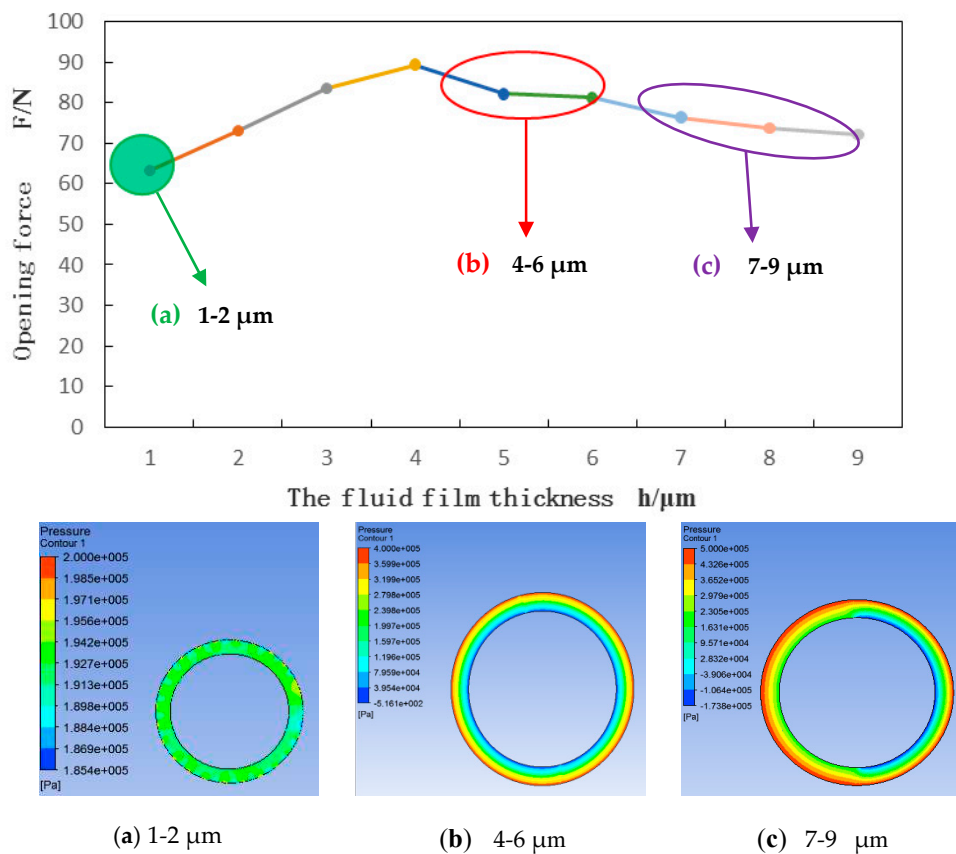 100
90
80
70
60
50
40
30
20
10
0
Opening force F/N
(a) 1-2 μm
(b) 4-6 μm
(c) 7-9 μm
1 2 3 4 5 6 7 8 9
The fluid film thickness h/μm
Pressure
Contour 1
2.000e+005
1.985e+005
1.971e+005
1.956e+005
1.942e+005
1.927e+005
1.913e+005
1.898e+005
1.884e+005
1.869e+005
1.854e+005
[Pa]
Pressure
Contour 1
4.000e+005
3.599e+005
3.199e+005
2.798e+005
2.398e+005
1.997e+005
1.597e+005
1.196e+005
7.959e+004
3.954e+004
-5.161e+002
[Pa]
Pressure
Contour 1
5.000e+005
4.326e+005
3.652e+005
2.979e+005
2.305e+005
1.631e+005
9.571e+004
2.832e+004
-3.906e+004
-1.064e+005
-1.738e+005
[Pa]
(a) 1-2 μm
(b) 4-6 μm
(c) 7-9 μm